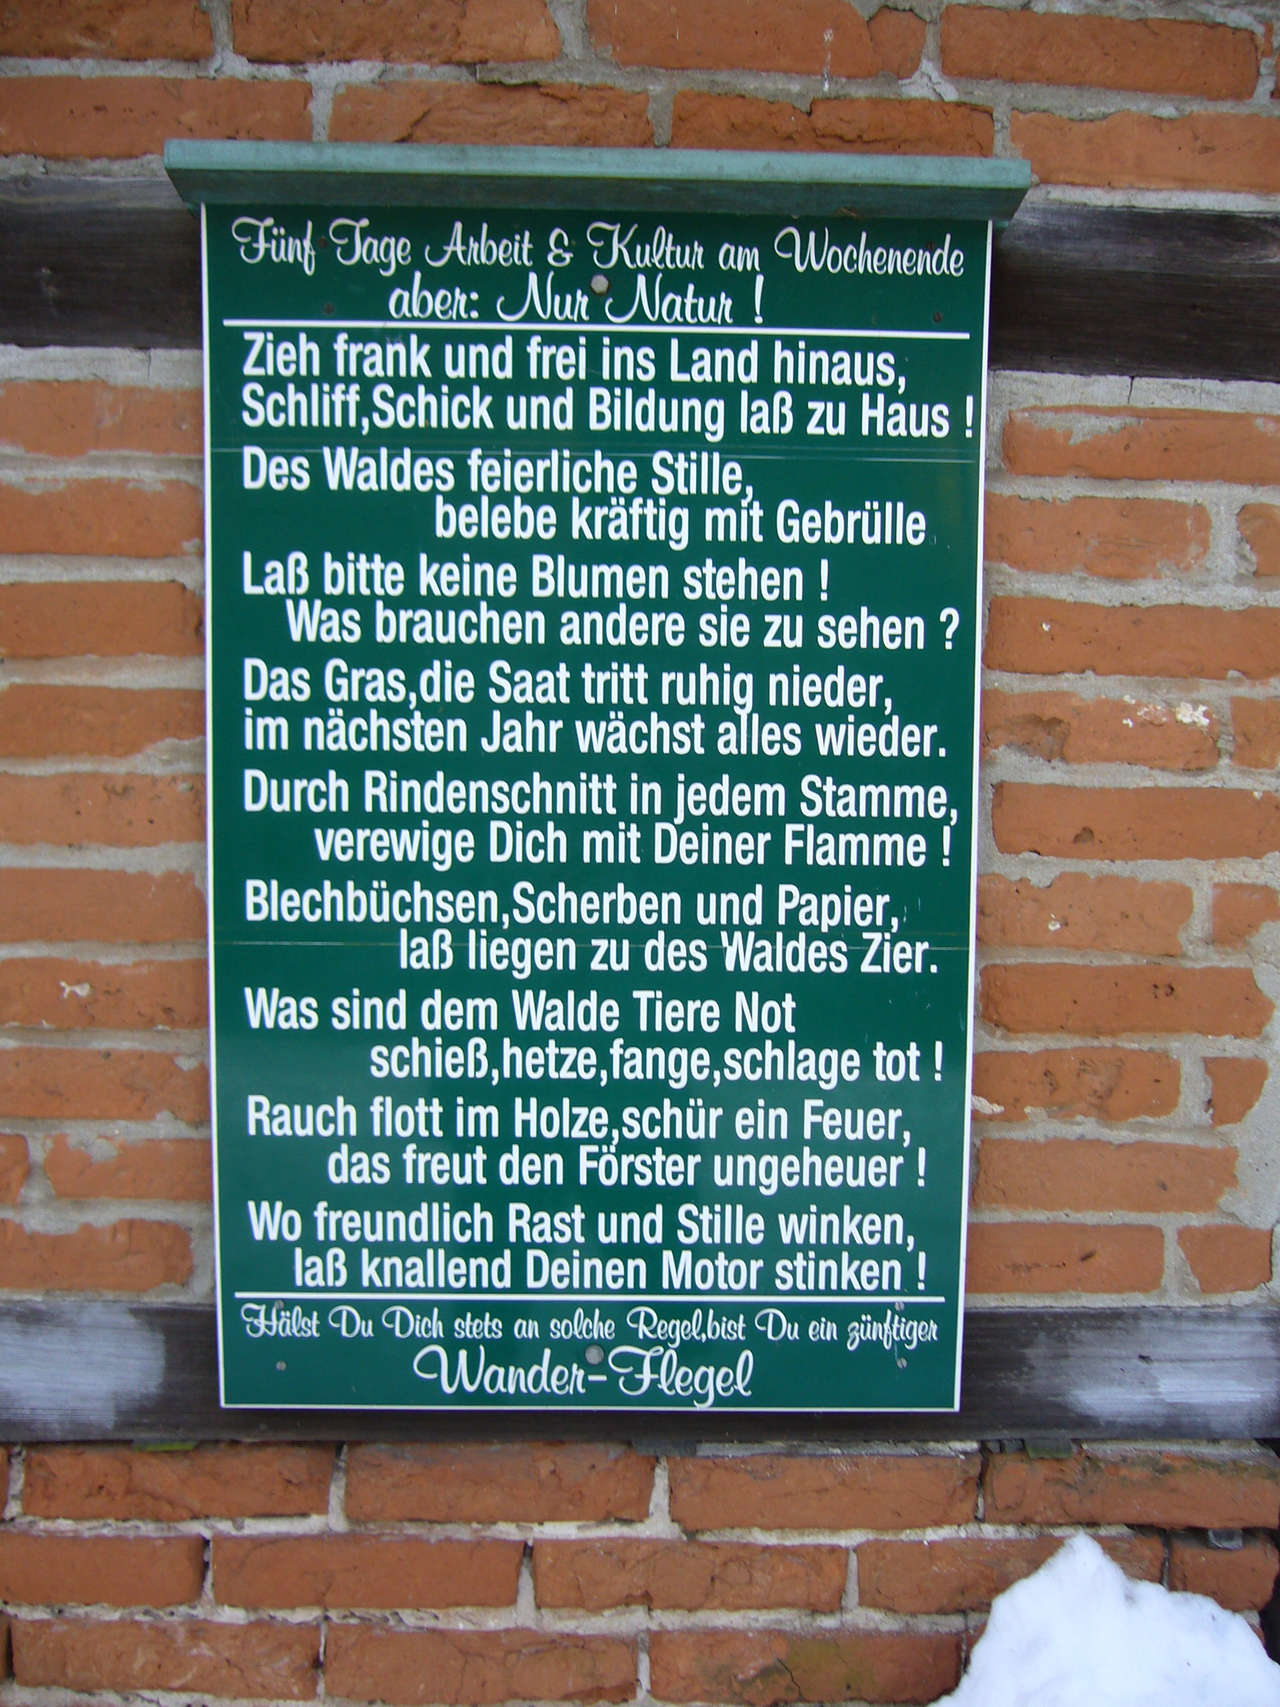 Fünf Tage Arbeit & Kultur am Wochenende
aber: Nur Natur !
Zieh frank und frei ins Land hinaus,
Schliff,Schick und Bildung laß zu Haus !
Des Waldes feierliche Stille,
belebe kräftig mit Gebrülle
Laß bitte keine Blumen stehen !
Was brauchen andere sie zu sehen ?
Das Gras,die Saat tritt ruhig nieder,
im nächsten Jahr wächst alles wieder.
Durch Rindenschnitt in jedem Stamme,
verewige Dich mit Deiner Flamme !
Blechbüchsen,Scherben und Papier,
laß liegen zu des Waldes Zier.
Was sind dem Walde Tiere Not
schieß,hetze,fange,schlage tot !
Rauch flott im Holze,schür ein Feuer,
das freut den Förster ungeheuer !
Wo freundlich Rast und Stille winken,
laß knallend Deinen Motor stinken !
Hälst Du Dich stets an solche Regel,bist Du ein zünftiger
Wander-Flegel